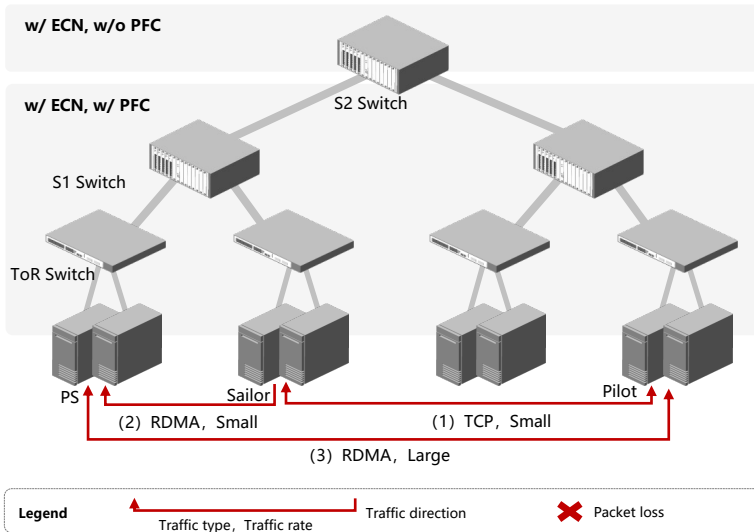 w/ ECN, w/o PFC
S2 Switch
w/ ECN, w/ PFC
S1 Switch
ToR Switch
PS
Sailor
Pilot
(2) RDMA, Small
(1) TCP, Small
(3) RDMA, Large
Legend
Traffic type, Traffic rate
Traffic direction
Packet loss